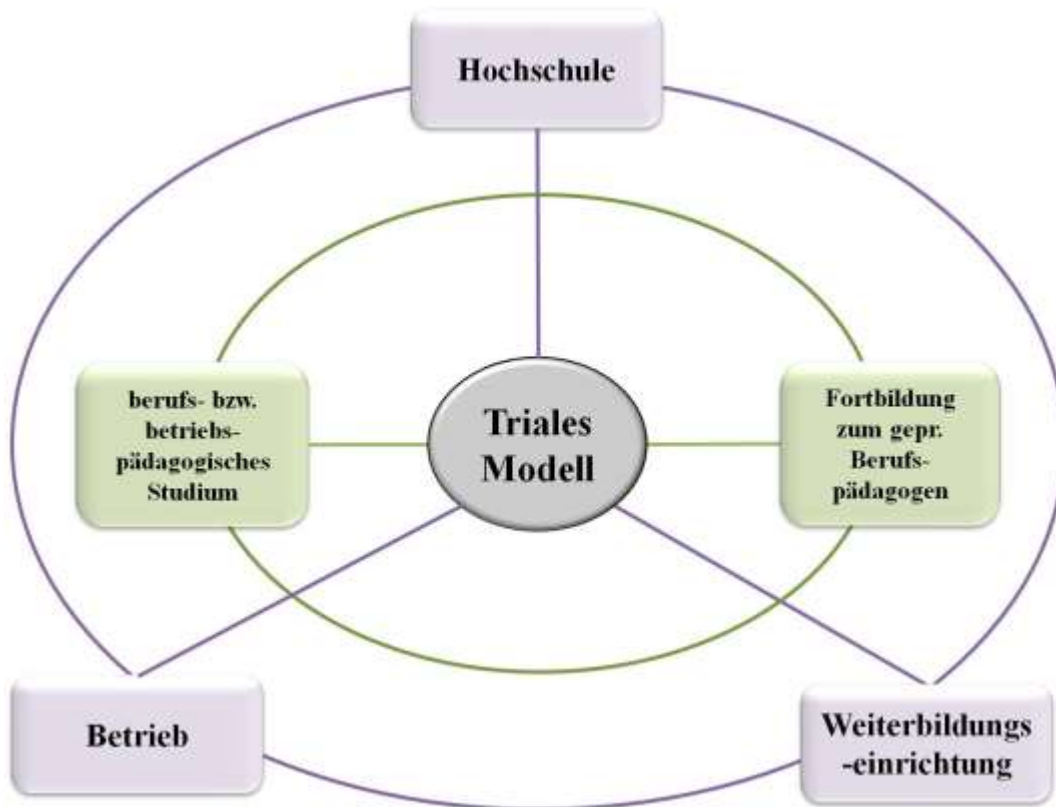 Hochschule
berufs- bzw.
betriebs-
pädagogisches
Studium
Triales
Modell
Fortbildung
zum gepr.
Berufs-
pädagogen
Betrieb
Weiterbildungs
-einrichtung